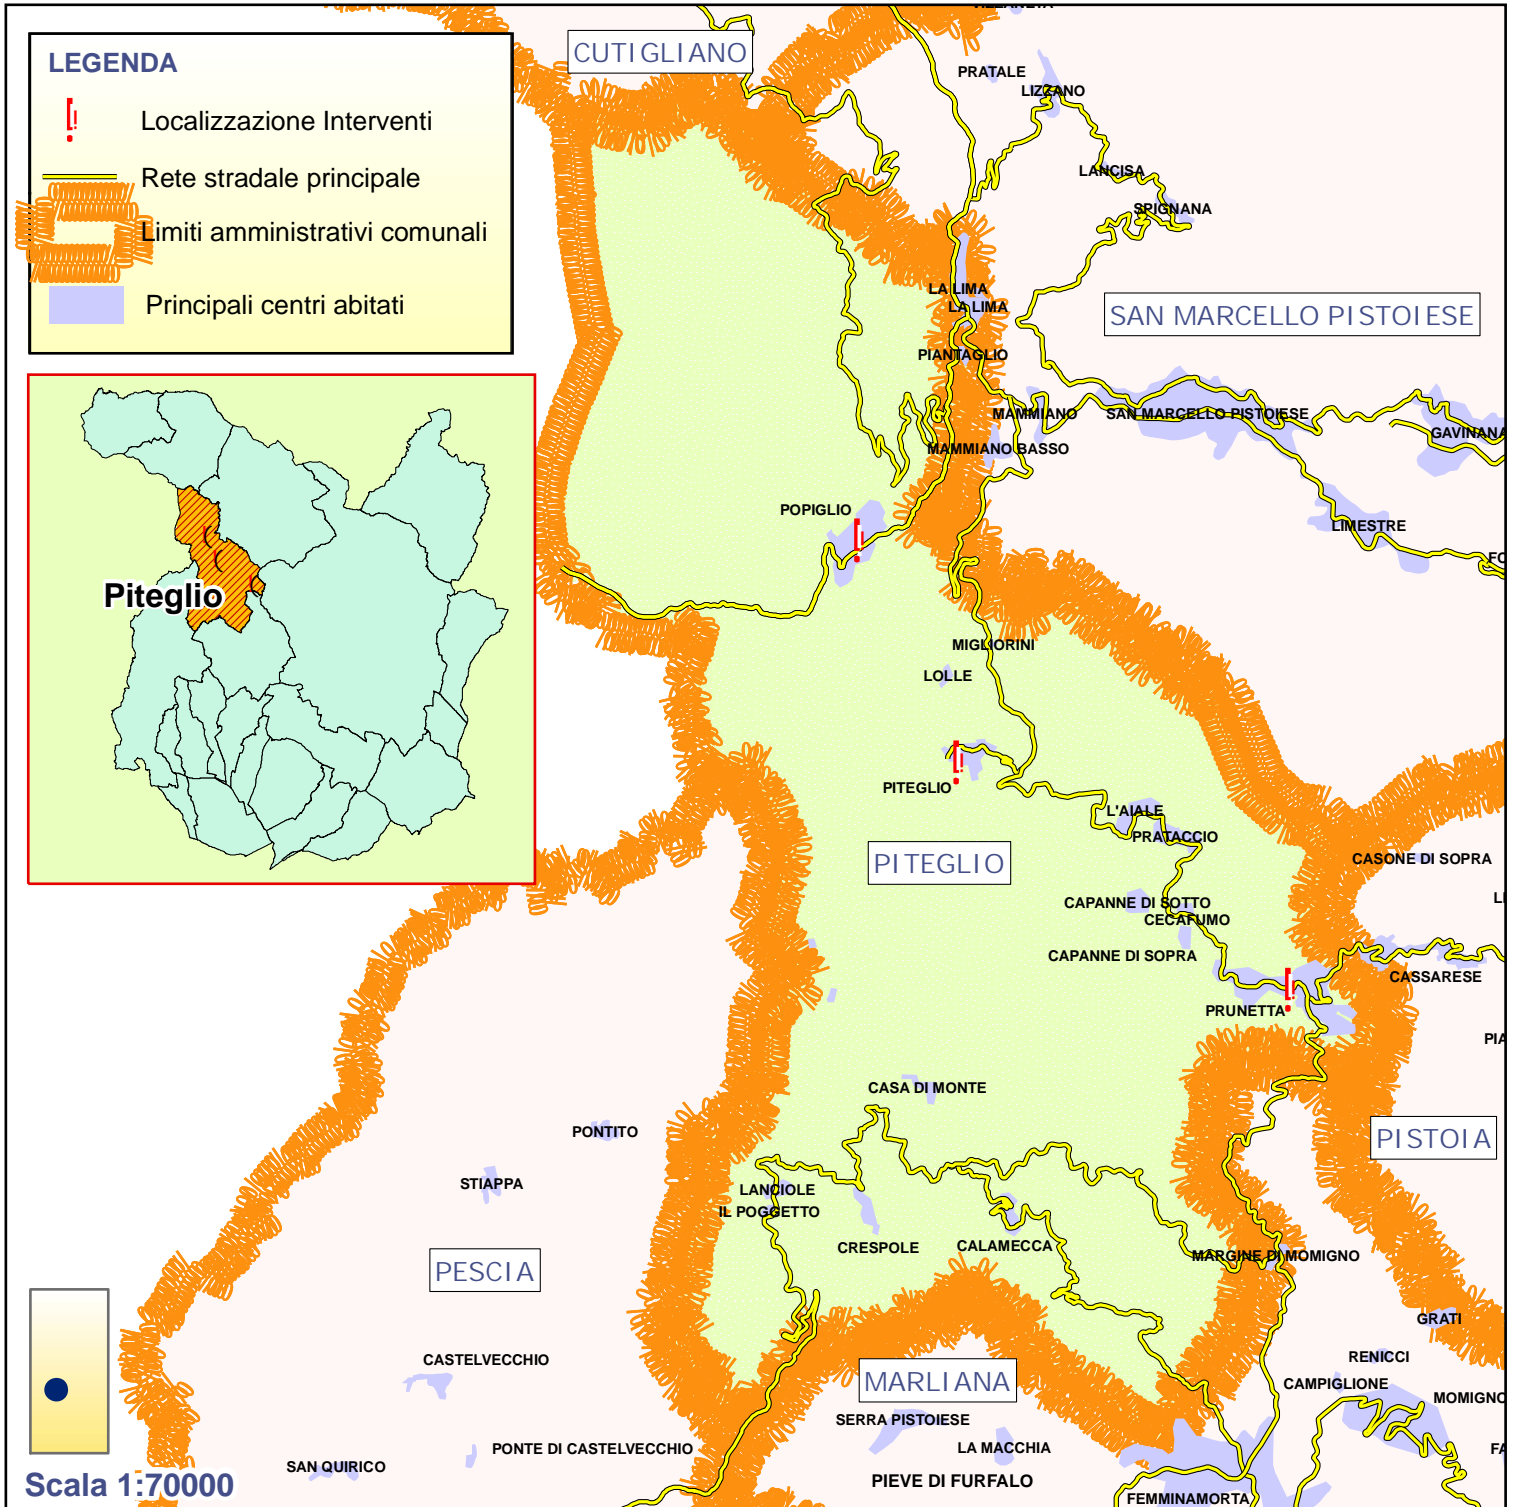 LEGENDA
Localizzazione Interventi
Rete stradale principale
Limiti amministrativi comunali
Principali centri abitati
Piteglio
CUTIGLIANO
PRATALE
LIZZANO
LANCISA
SPIGNANA
LA LIMA
LA LIMA
SAN MARCELLO PISTOIESE
PIANTAGLIO
MAMMIANO
SAN MARCELLO PISTOIESE
GAVINANA
MAMMIANO BASSO
POPIGLIO
LIMESTRE
FO
MIGLIORINI
LOLLE
PITEGLIO
L'AIALE
PRATACCIO
PITEGLIO
CASONE DI SOPRA
LI
CAPANNE DI SOTTO
CECAFUMO
CAPANNE DI SOPRA
CASSARESE
PRUNETTA
PIA
CASA DI MONTE
PONTITO
PISTOIA
STIAPPA
LANCIOLE
IL POGGETTO
CRESPOLE
CALAMECCA
MARGINE DI MOMIGNO
PESCIA
GRATI
CASTELVECCHIO
RENICCI
MARLIANA
CAMPIGLIONE
MOMIGNO
SERRA PISTOIESE
PONTE DI CASTELVECCHIO
LA MACCHIA
FA
SAN QUIRICO
PIEVE DI FURFALO
Scala 1:70000
FEMMINAMORTA